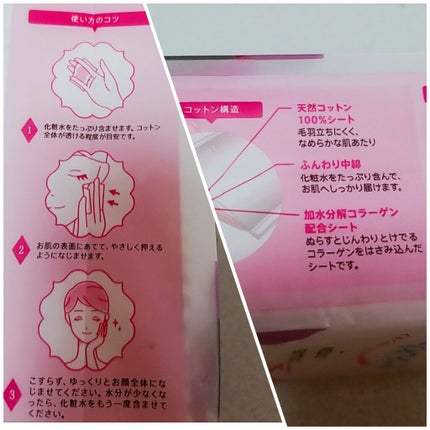 使い方のコツ
1
化粧水をたっぷり含ませます。コットン
全体が透ける程度が目安です。
2
お肌の表面にあてて、やさしく押える
ようになじませます。
3
こすらず、ゆっくりとお顔全体にな
じませてください。水分が少なくな
ったら、化粧水をもう一度含ませて
ください。
コットン構造
天然コットン
100%シート
毛羽立ちにくく、
なめらかな肌あたり
ふんわり中綿
化粧水をたっぷり含んで、
お肌へしっかり届けます。
加水分解コラーゲン
配合シート
ぬらすとじんわりとけでる
コラーゲンをはさみ込んだ
シートです。